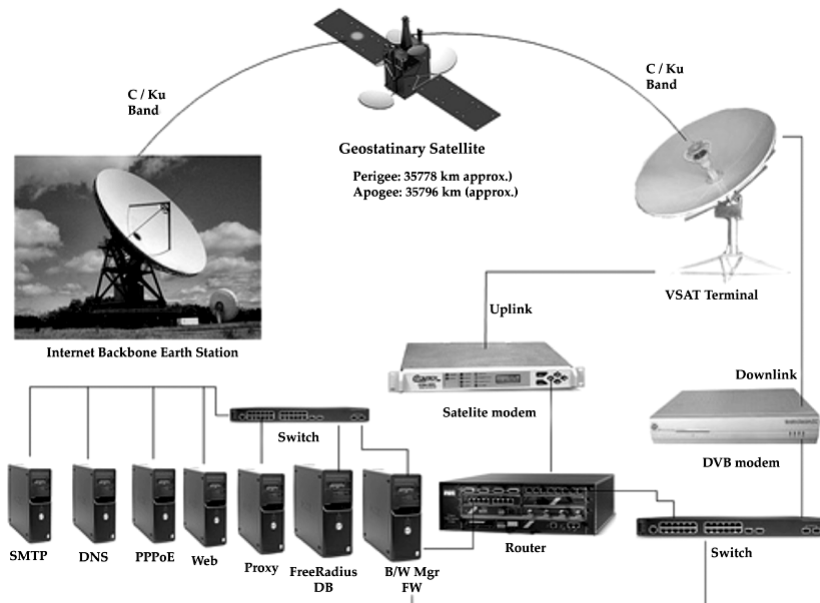 C / Ku
Band
C / Ku
Band
Geostatinary Satellite
Perigee: 35778 km approx.)
Apogee: 35796 km (approx.)
VSAT Terminal
Uplink
Internet Backbone Earth Station
Downlink
Satelite modem
Switch
DVB modem
SMTP
DNS
PPPoE
Web
Proxy
FreeRadius
DB
B/W Mgr
FW
Router
Switch